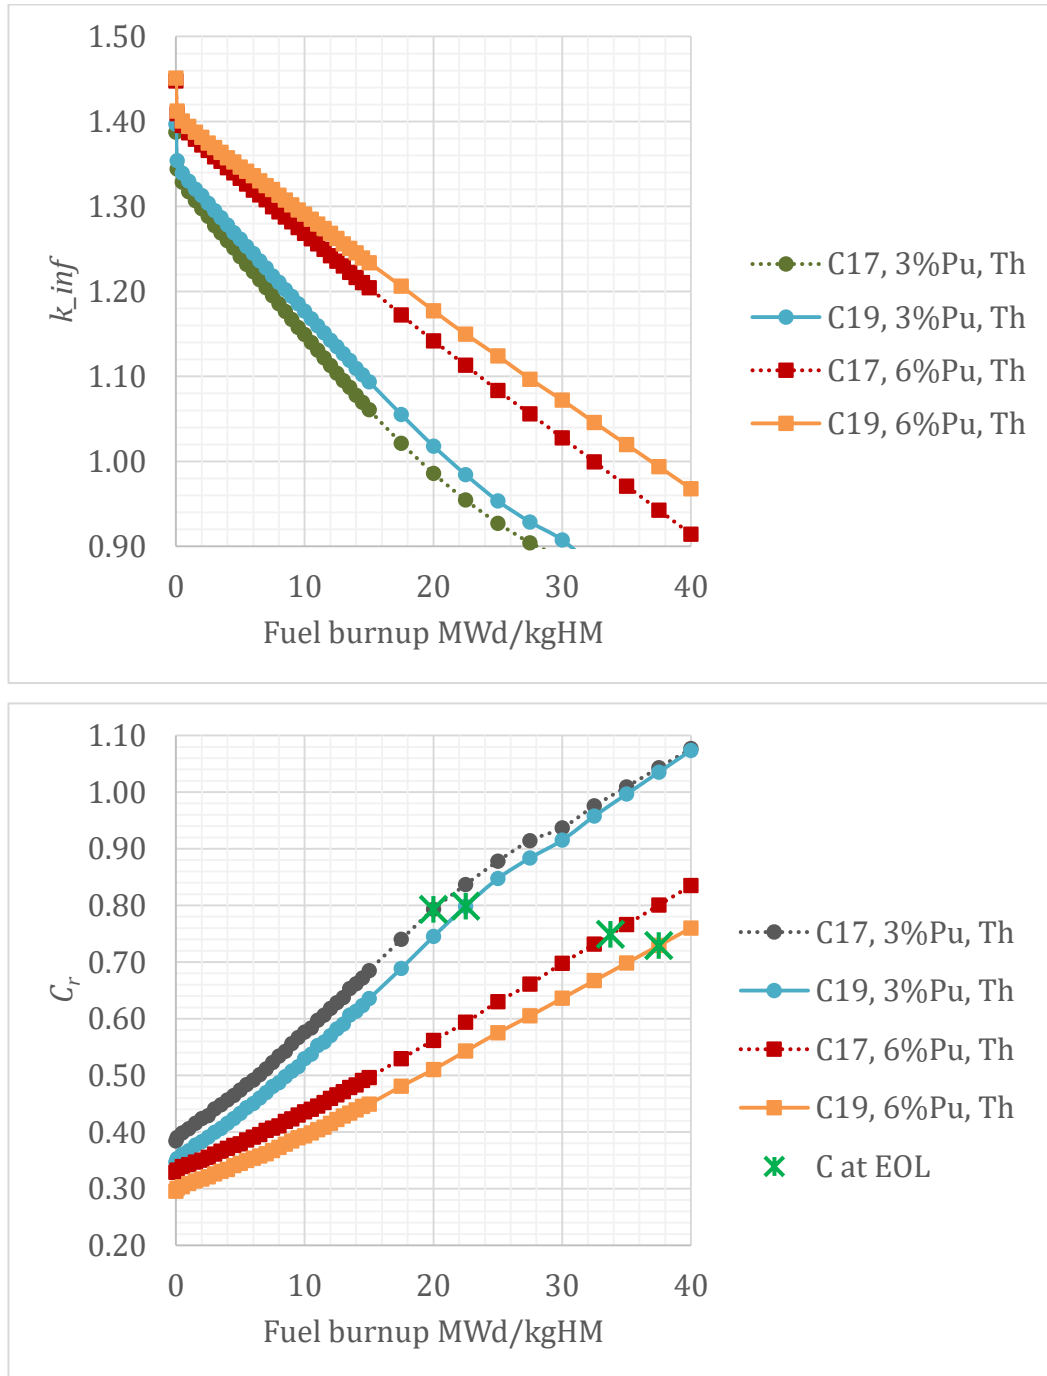 1.50
1.40
1.30
1.20
1.10
1.00
0.90
k_inf
0 10 20 30 40
Fuel burnup MWd/kgHM
C17, 3%Pu, Th
C19, 3%Pu, Th
C17, 6%Pu, Th
C19, 6%Pu, Th
1.10
1.00
0.90
0.80
0.70
0.60
0.50
0.40
0.30
0.20
C_r
0 10 20 30 40
Fuel burnup MWd/kgHM
C17, 3%Pu, Th
C19, 3%Pu, Th
C17, 6%Pu, Th
C19, 6%Pu, Th
C at EOL